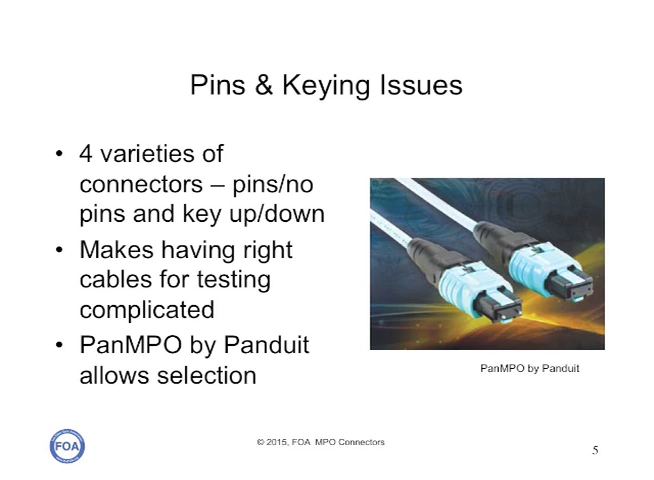 Pins & Keying Issues
• 4 varieties of
connectors – pins/no
pins and key up/down
• Makes having right
cables for testing
complicated
• PanMPO by Panduit
allows selection
PanMPO by Panduit
FOA
© 2015, FOA MPO Connectors
5